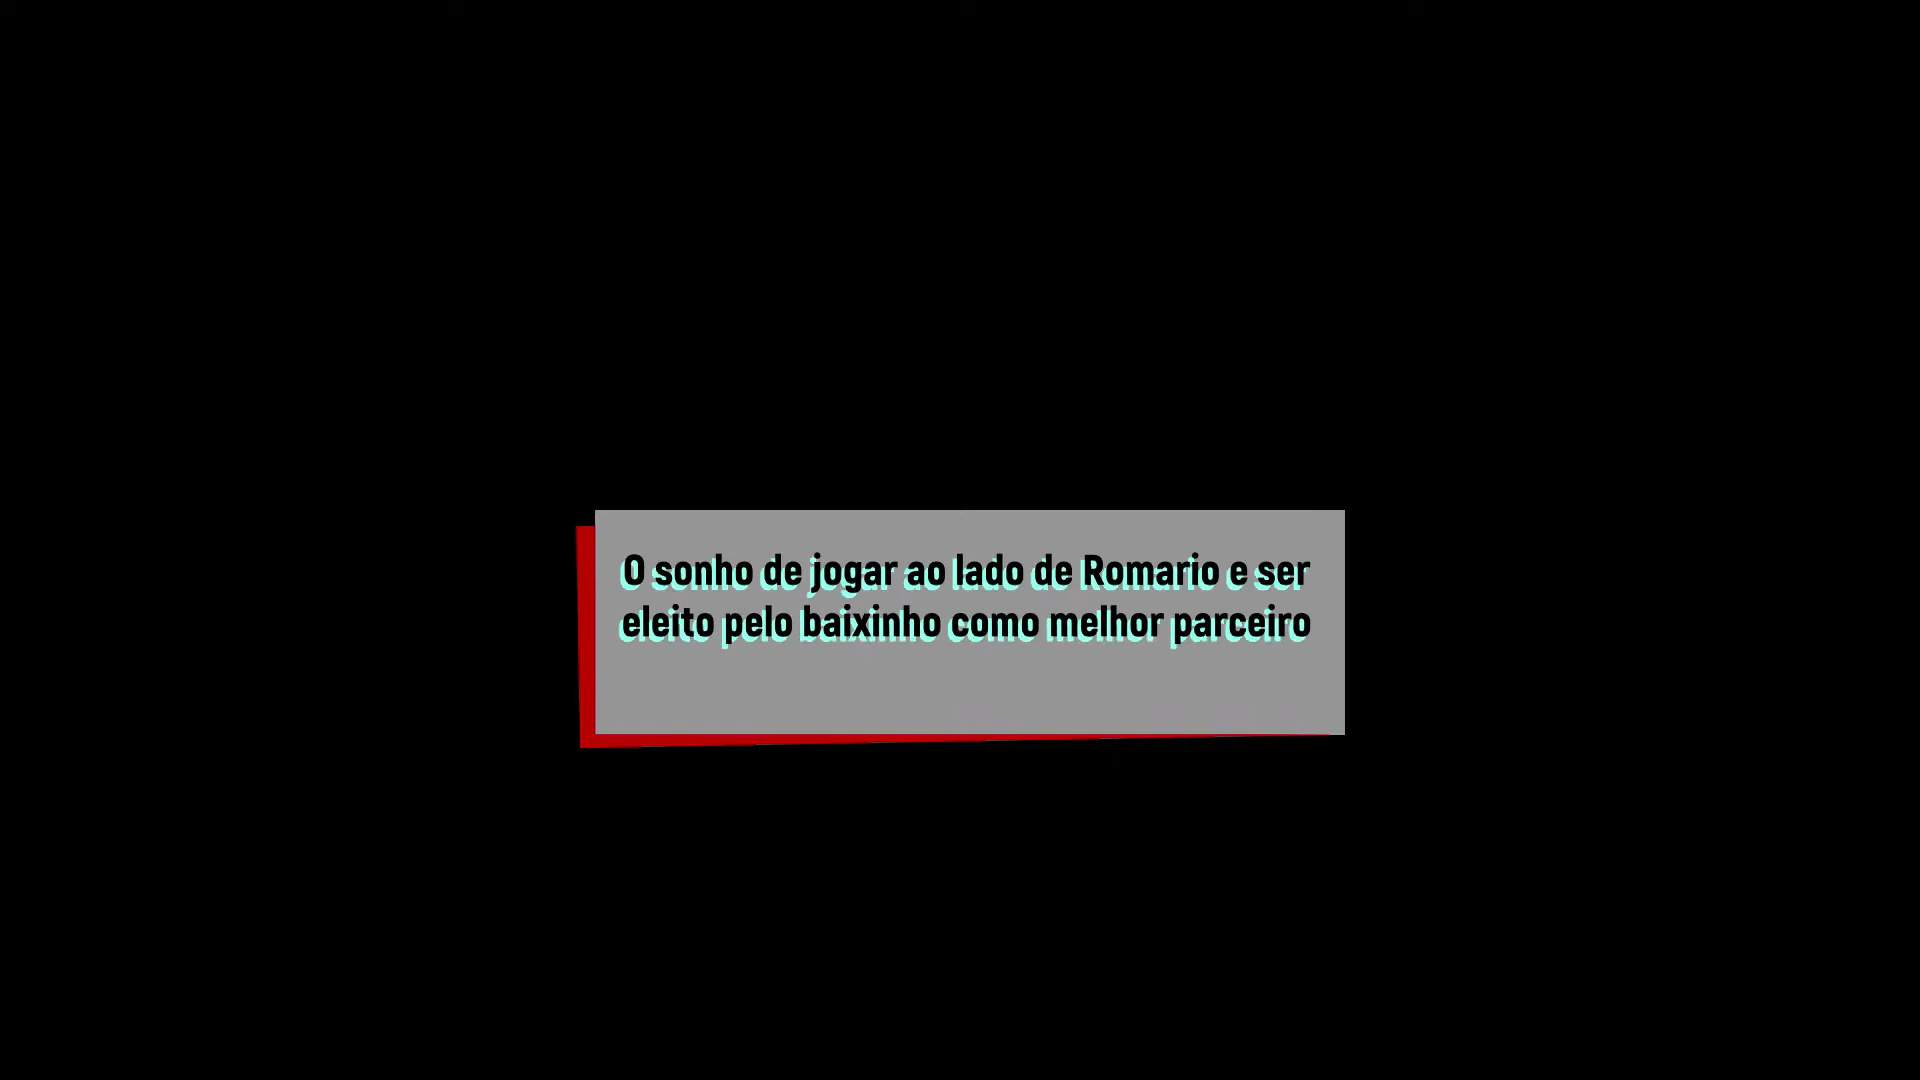 O sonho de jogar ao lado de Romario e ser
eleito pelo baixinho como melhor parceiro